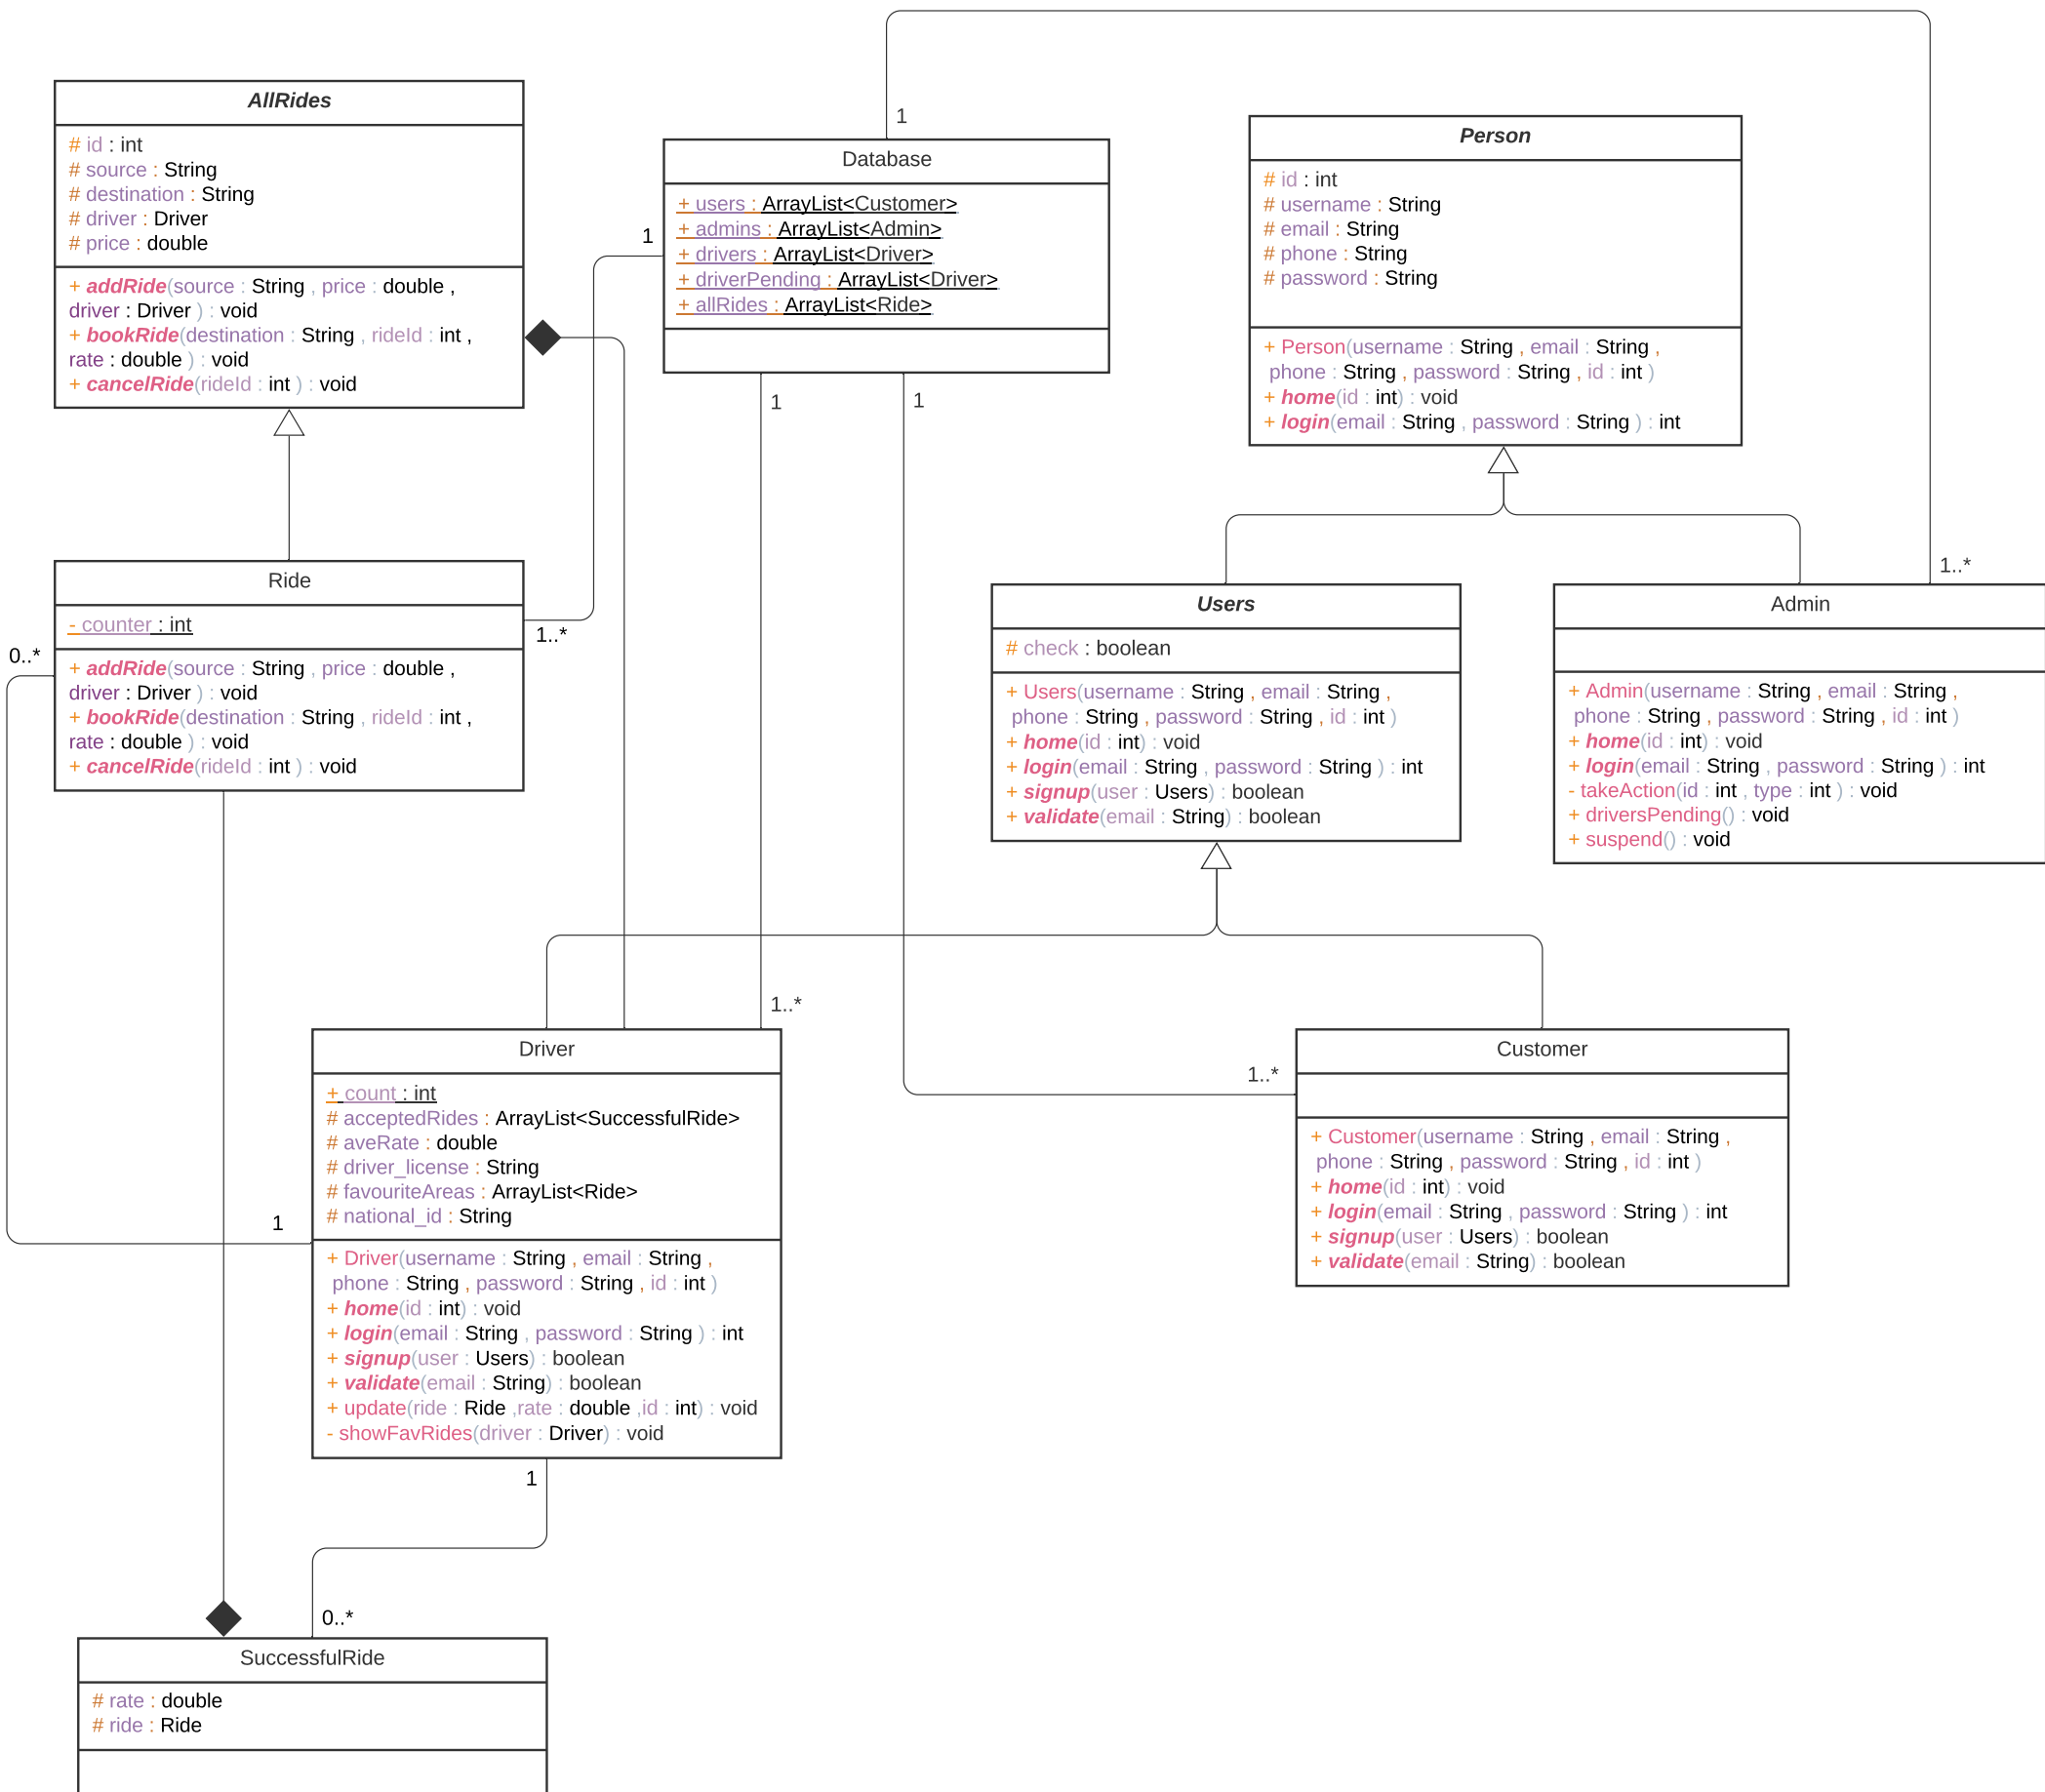 AllRides
# id : int
# source : String
# destination : String
# driver : Driver
# price : double
+ addRide(source : String , price : double ,
driver : Driver ) : void
+ bookRide(destination : String , rideId : int ,
rate : double ) : void
+ cancelRide(rideId : int ) : void
1
Database
+ users : ArrayList<Customer>
+ admins : ArrayList<Admin>
+ drivers : ArrayList<Driver>
+ driverPending : ArrayList<Driver>
+ allRides : ArrayList<Ride>
1
1
1
Person
# id : int
# username : String
# email : String
# phone : String
# password : String
+ Person(username : String , email : String ,
phone : String , password : String , id : int )
+ home(id : int) : void
+ login(email : String , password : String ) : int
Ride
- counter : int
+ addRide(source : String , price : double ,
driver : Driver ) : void
+ bookRide(destination : String , rideId : int ,
rate : double ) : void
+ cancelRide(rideId : int ) : void
1..*
0..*
Users
# check : boolean
+ Users(username : String , email : String ,
phone : String , password : String , id : int )
+ home(id : int) : void
+ login(email : String , password : String ) : int
+ signup(user : Users) : boolean
+ validate(email : String) : boolean
1..*
Admin
+ Admin(username : String , email : String ,
phone : String , password : String , id : int )
+ home(id : int) : void
+ login(email : String , password : String ) : int
- takeAction(id : int , type : int ) : void
+ driversPending() : void
+ suspend() : void
1..*
Driver
+ count : int
# acceptedRides : ArrayList<SuccessfulRide>
# aveRate : double
# driver_license : String
# favouriteAreas : ArrayList<Ride>
# national_id : String
+ Driver(username : String , email : String ,
phone : String , password : String , id : int )
+ home(id : int) : void
+ login(email : String , password : String ) : int
+ signup(user : Users) : boolean
+ validate(email : String) : boolean
+ update(ride : Ride ,rate : double ,id : int) : void
- showFavRides(driver : Driver) : void
1
1
1..*
Customer
+ Customer(username : String , email : String ,
phone : String , password : String , id : int )
+ home(id : int) : void
+ login(email : String , password : String ) : int
+ signup(user : Users) : boolean
+ validate(email : String) : boolean
0..*
SuccessfulRide
# rate : double
# ride : Ride